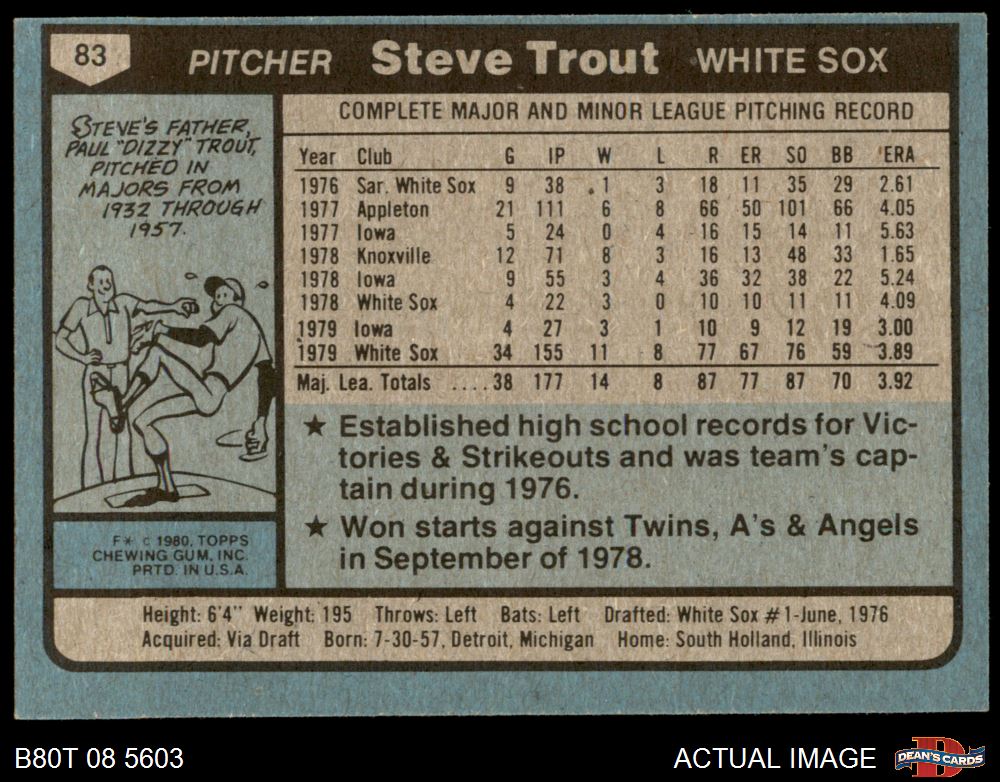 83 PITCHER Steve Trout WHITE SOX
STEVE'S FATHER,
PAUL "DIZZY" TROUT,
PITCHED IN
MAJORS FROM
1932 THROUGH
1957.
COMPLETE MAJOR AND MINOR LEAGUE PITCHING RECORD
Year Club G IP W L R ER SO BB ERA
1976 Sar. White Sox 9 38 1 3 18 11 35 29 2.61
1977 Appleton 21 111 6 8 66 50 101 66 4.05
1977 Iowa 5 24 0 4 16 15 14 11 5.63
1978 Knoxville 12 71 8 3 16 13 48 33 1.65
1978 Iowa 9 55 3 4 36 32 38 22 5.24
1978 White Sox 4 22 3 0 10 10 11 11 4.09
1979 Iowa 4 27 3 1 10 9 12 19 3.00
1979 White Sox 34 155 11 8 77 67 76 59 3.89
Maj. Lea. Totals ....38 177 14 8 87 77 87 70 3.92
★ Established high school records for Vic-
tories & Strikeouts and was team's cap-
tain during 1976.
★ Won starts against Twins, A's & Angels
in September of 1978.
F* © 1980, TOPPS
CHEWING GUM, INC.
PRTD. IN U.S.A.
Height: 6'4" Weight: 195 Throws: Left Bats: Left Drafted: White Sox #1-June, 1976
Acquired: Via Draft Born: 7-30-57, Detroit, Michigan Home: South Holland, Illinois
B80T 08 5603 ACTUAL IMAGE DEAN'S CARDS